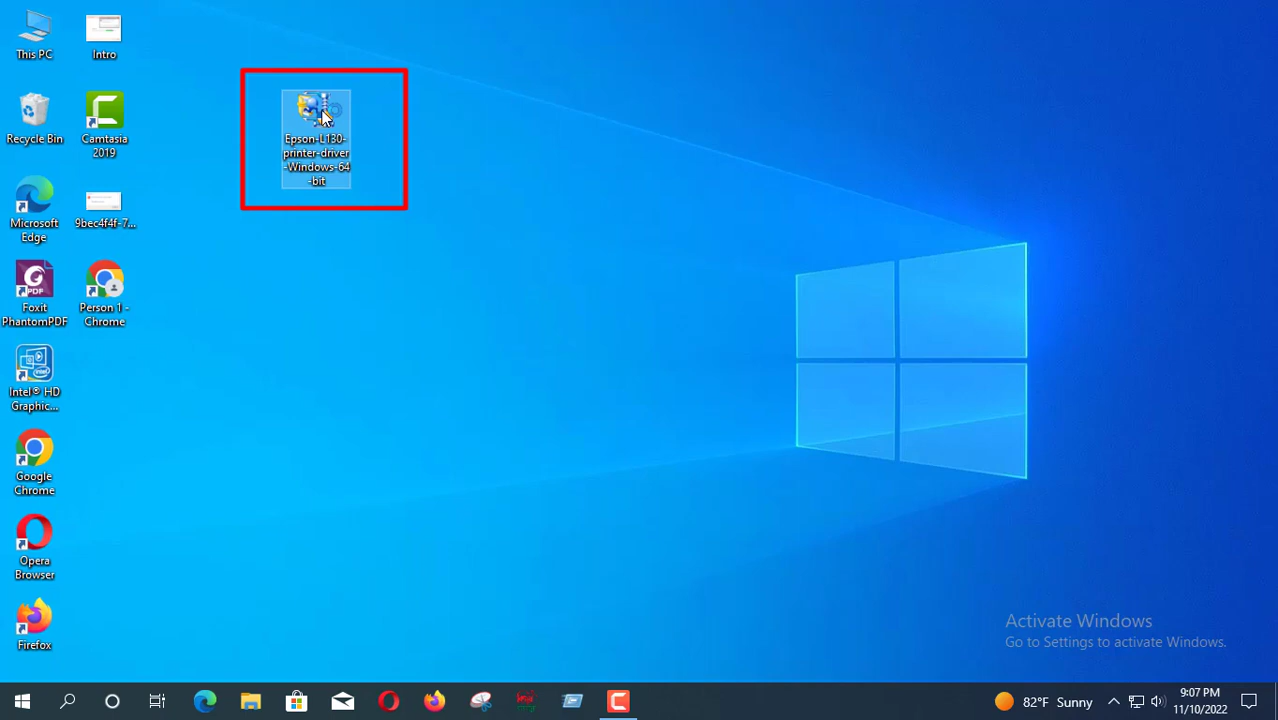 This PC
Intro
Recycle Bin
Camtasia
2019
Epson-L130-
printer-driver
-Windows-64
-bit
Microsoft
Edge
9bec4f4f-7...
Foxit
PhantomPDF
PDF
Person 1 -
Chrome
Intel® HD
Graphic...
Google
Chrome
Opera
Browser
Firefox
Activate Windows
Go to Settings to activate Windows.
82°F Sunny
9:07 PM
11/10/2022